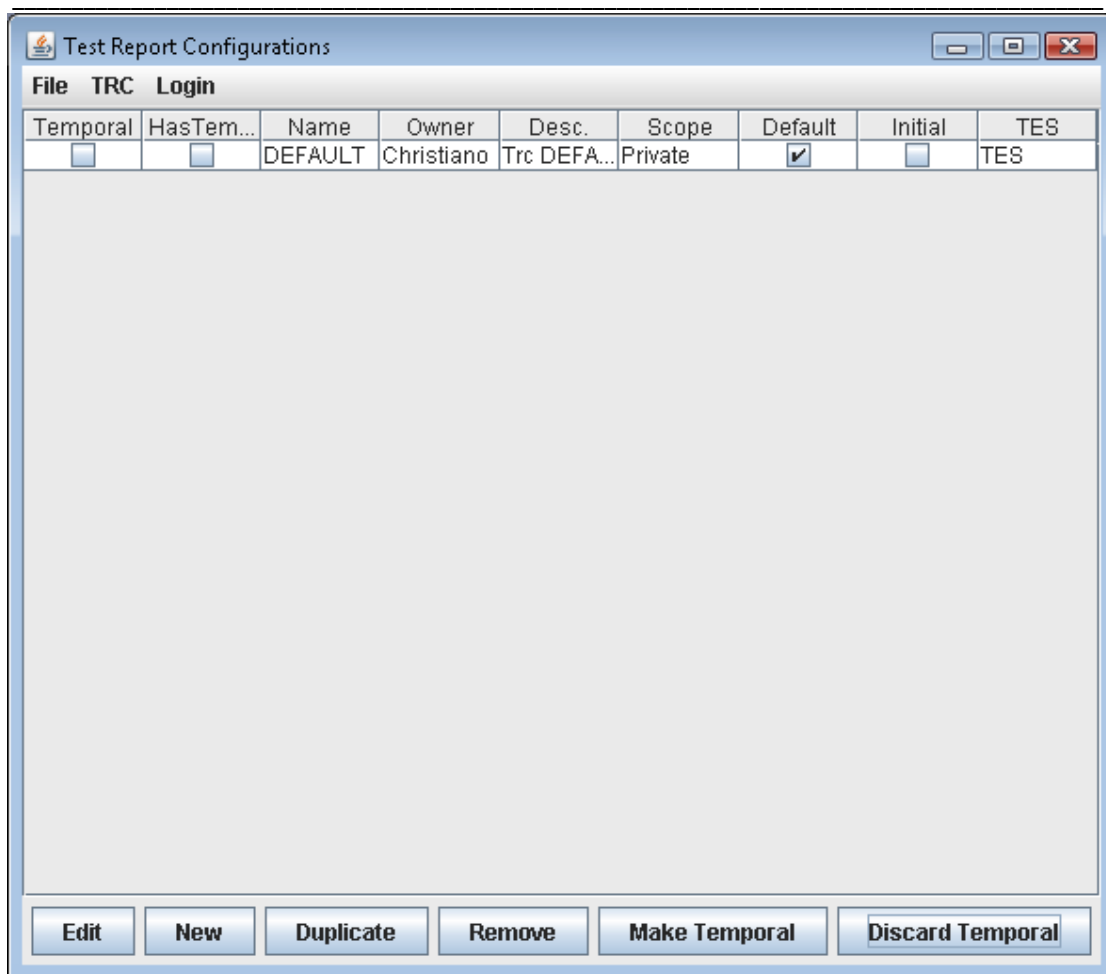 Test Report Configurations
File TRC Login
Temporal HasTem... Name Owner Desc. Scope Default Initial TES
DEFAULT Christiano Trc DEFA... Private TES
Edit New Duplicate Remove Make Temporal Discard Temporal